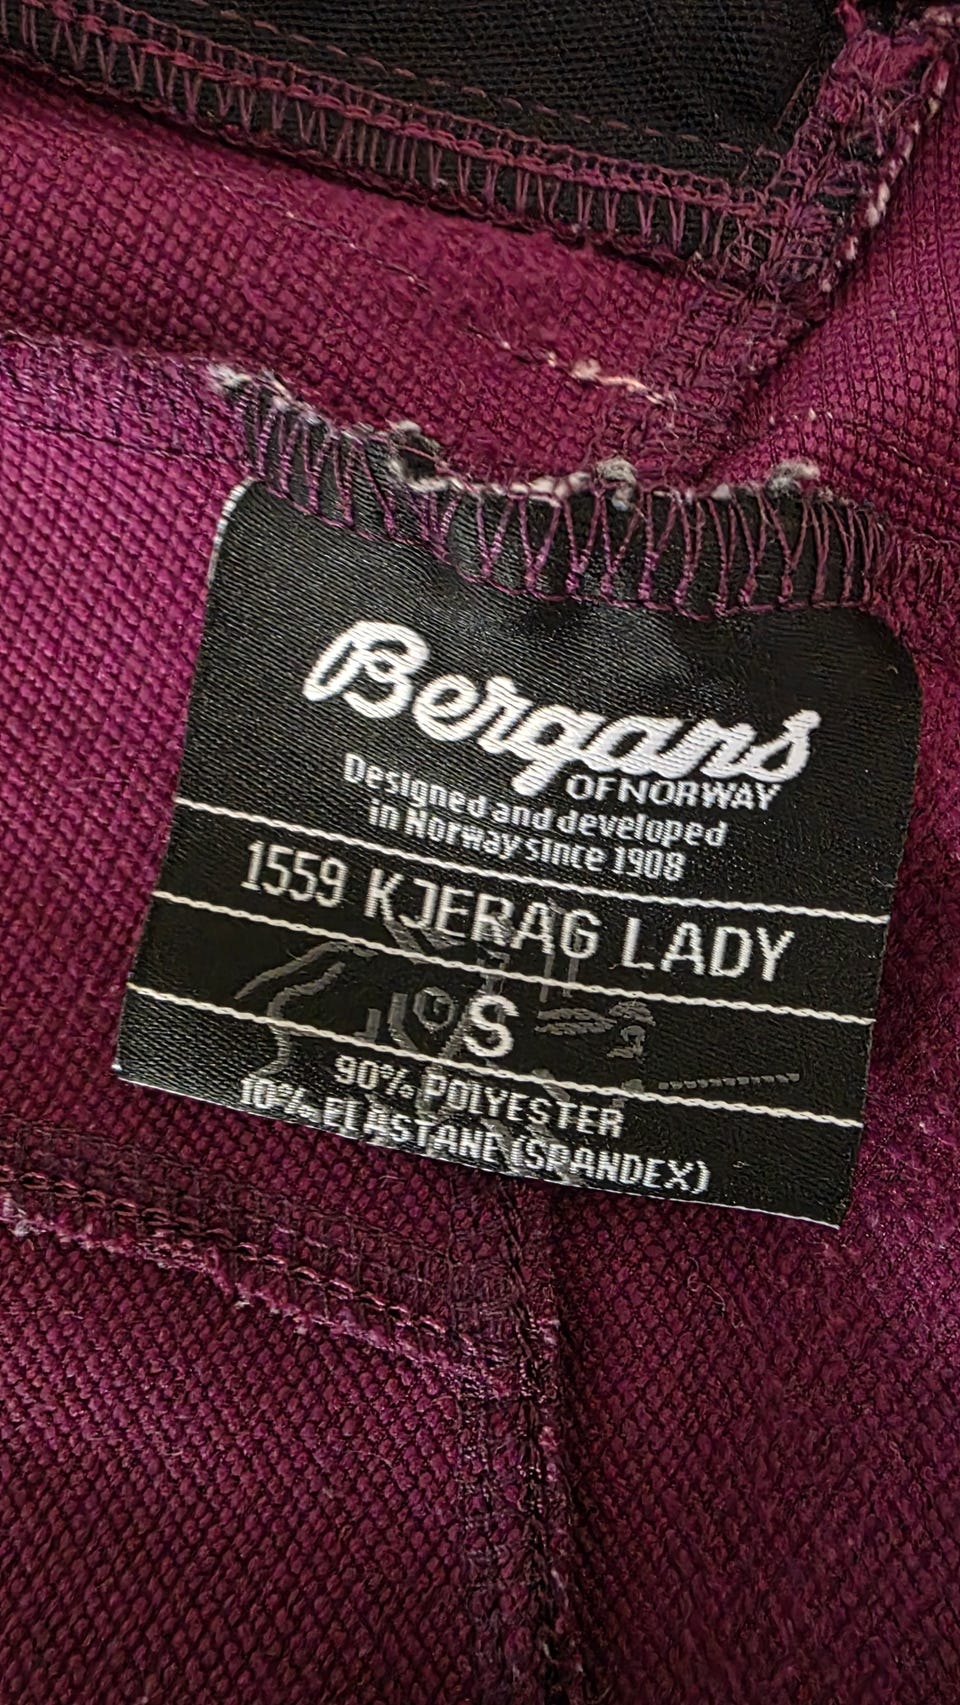 Bergans
OF NORWAY
Designed and developed
in Norway since 1908
1559 KJERAG LADY
S
90% POLYESTER
10% ELASTANE (SPANDEX)